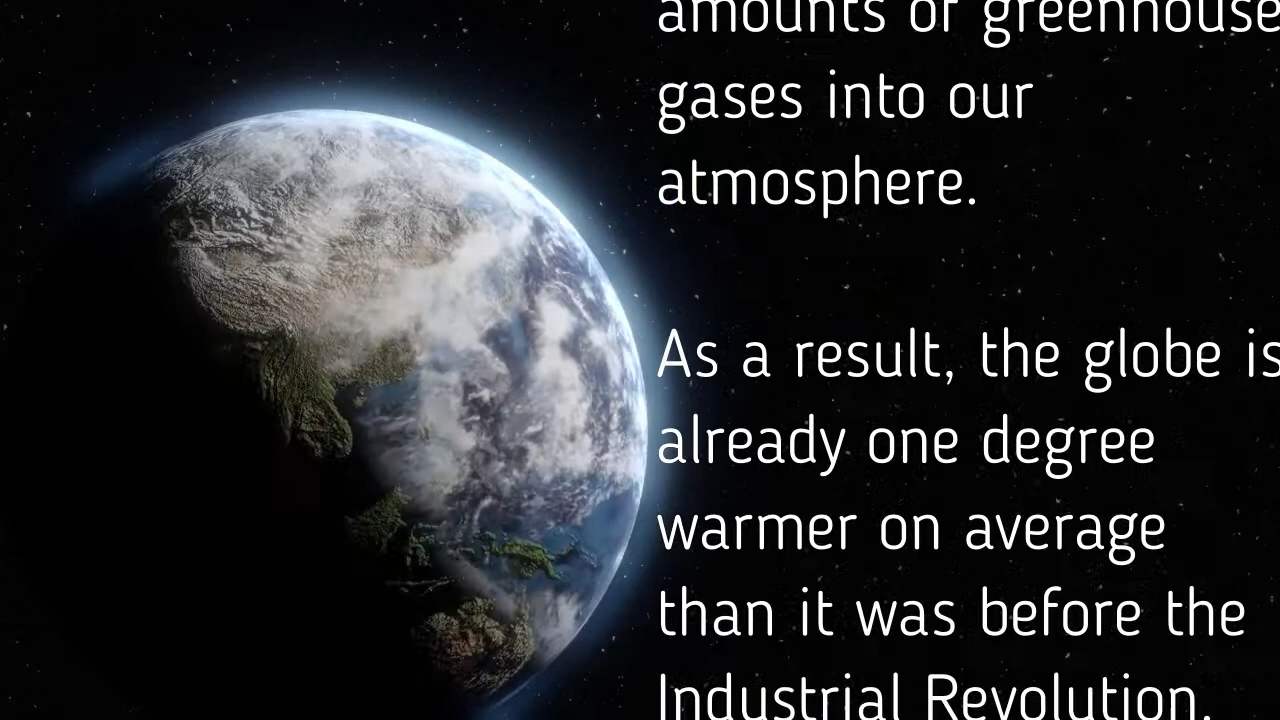 amounts of greenhouse
gases into our
atmosphere.
As a result, the globe is
already one degree
warmer on average
than it was before the
Industrial Revolution.